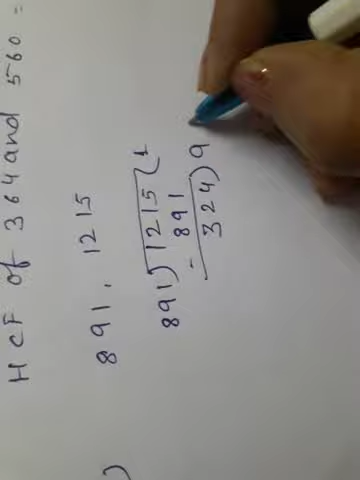 HCF of 364 and 560 =
891, 1215
891) 1215 (1
- 891
324) 9
)